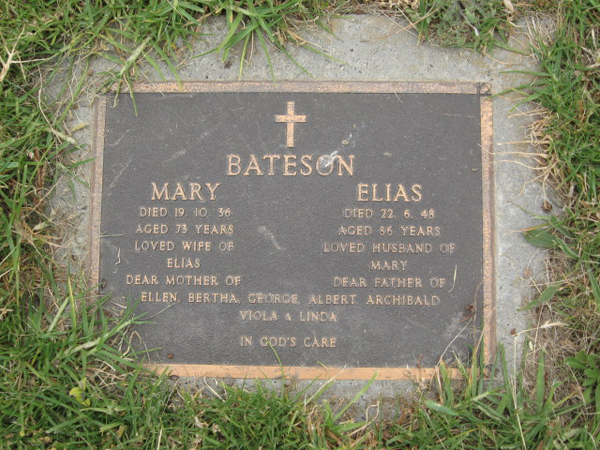 BATESON
MARY
DIED 19. 10. 36
AGED 73 YEARS
LOVED WIFE OF
ELIAS
DEAR MOTHER OF
ELIAS
DIED 22. 6. 48
AGED 86 YEARS
LOVED HUSBAND OF
MARY
DEAR FATHER OF
ELLEN, BERTHA, GEORGE, ALBERT, ARCHIBALD
VIOLA & LINDA
IN GOD'S CARE